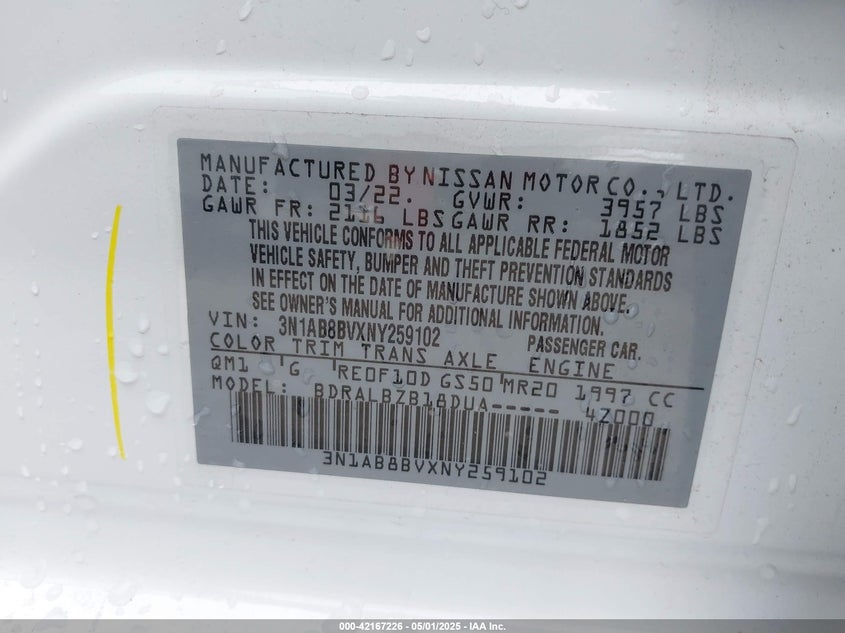 MANUFACTURED BY NISSAN MOTOR CO., LTD.
DATE: 03/22. GVWR: 3957 LBS
GAWR FR: 2116 LBS GAWR RR: 1852 LBS
THIS VEHICLE CONFORMS TO ALL APPLICABLE FEDERAL MOTOR
VEHICLE SAFETY, BUMPER AND THEFT PREVENTION STANDARDS
IN EFFECT ON THE DATE OF MANUFACTURE SHOWN ABOVE.
SEE OWNER'S MANUAL FOR ADDITIONAL INFORMATION.
VIN: 3N1AB8BVXNY259102 PASSENGER CAR.
COLOR TRIM TRANS AXLE ENGINE
QM1 G RE0F10D GS50 MR20 1997 CC
MODEL: BDRALBZB18DUA----- 4Z000
3N1AB8BVXNY259102
000-42167226 - 05/01/2025 - IAA Inc.